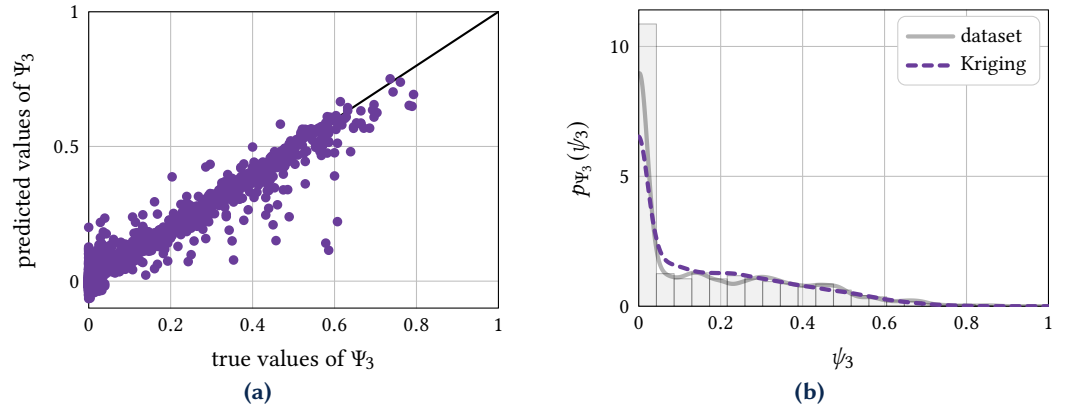 1
0.5
0
predicted values of Ψ₃
0 0.2 0.4 0.6 0.8 1
true values of Ψ₃
(a)
10
5
0
p_Ψ₃(ψ₃)
dataset
Kriging
0 0.2 0.4 0.6 0.8 1
ψ₃
(b)